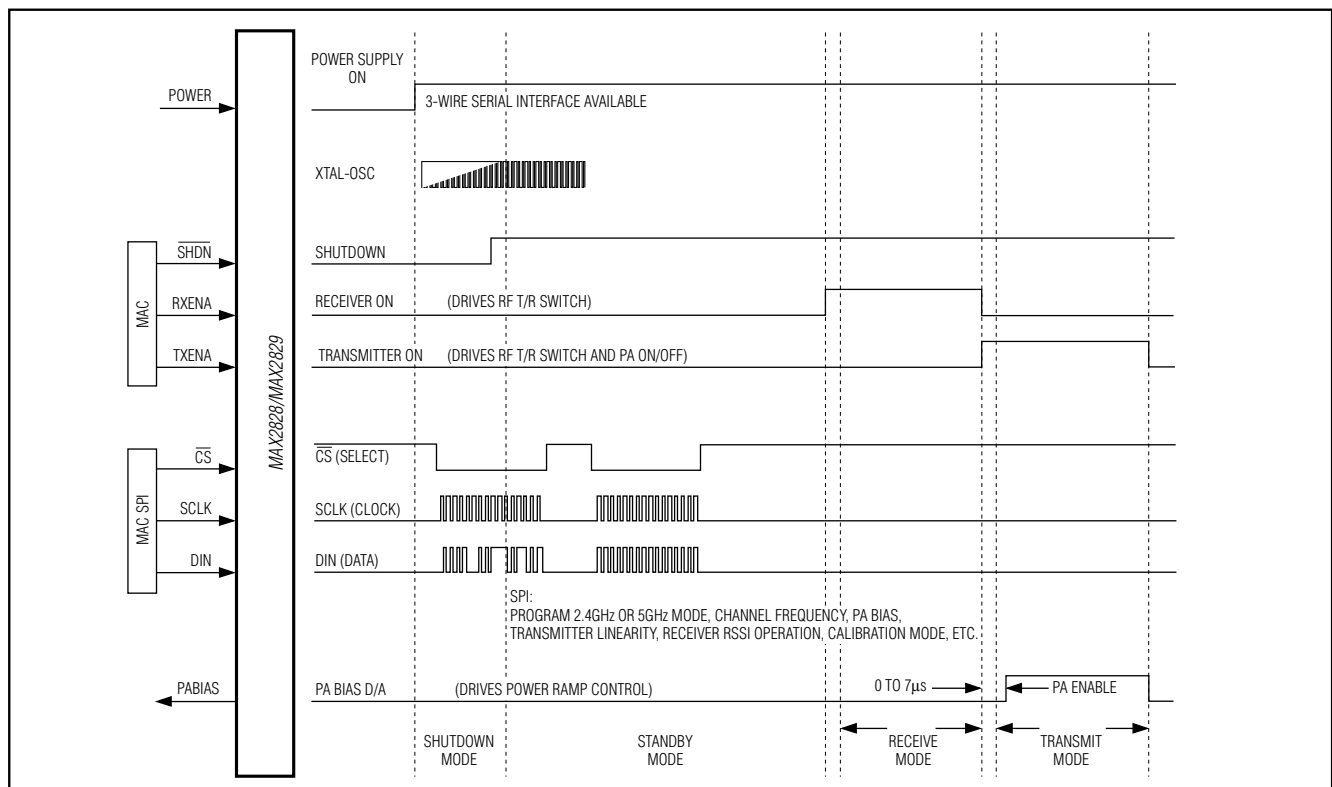 POWER SUPPLY
ON
POWER
3-WIRE SERIAL INTERFACE AVAILABLE
XTAL-OSC
MAC
SHDN
SHUTDOWN
RXENA
RECEIVER ON (DRIVES RF T/R SWITCH)
TXENA
TRANSMITTER ON (DRIVES RF T/R SWITCH AND PA ON/OFF)
MAX2828/MAX2829
MAC SPI
CS
CS (SELECT)
SCLK
SCLK (CLOCK)
DIN
DIN (DATA)
SPI:
PROGRAM 2.4GHz OR 5GHz MODE, CHANNEL FREQUENCY, PA BIAS,
TRANSMITTER LINEARITY, RECEIVER RSSI OPERATION, CALIBRATION MODE, ETC.
PABIAS
PA BIAS D/A (DRIVES POWER RAMP CONTROL)
0 TO 7µs
PA ENABLE
SHUTDOWN
MODE
STANDBY
MODE
RECEIVE
MODE
TRANSMIT
MODE